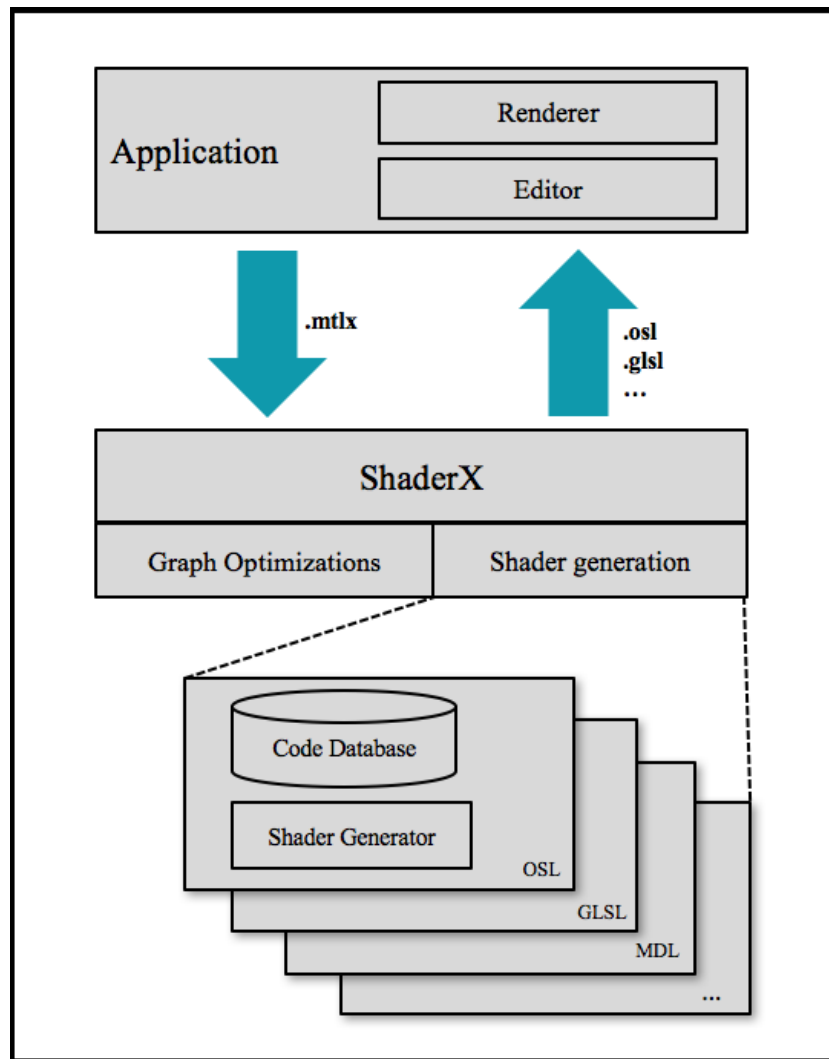 Application
Renderer
Editor
.mtlx
.osl
.glsl
...
ShaderX
Graph Optimizations
Shader generation
Code Database
Shader Generator
OSL
GLSL
MDL
...